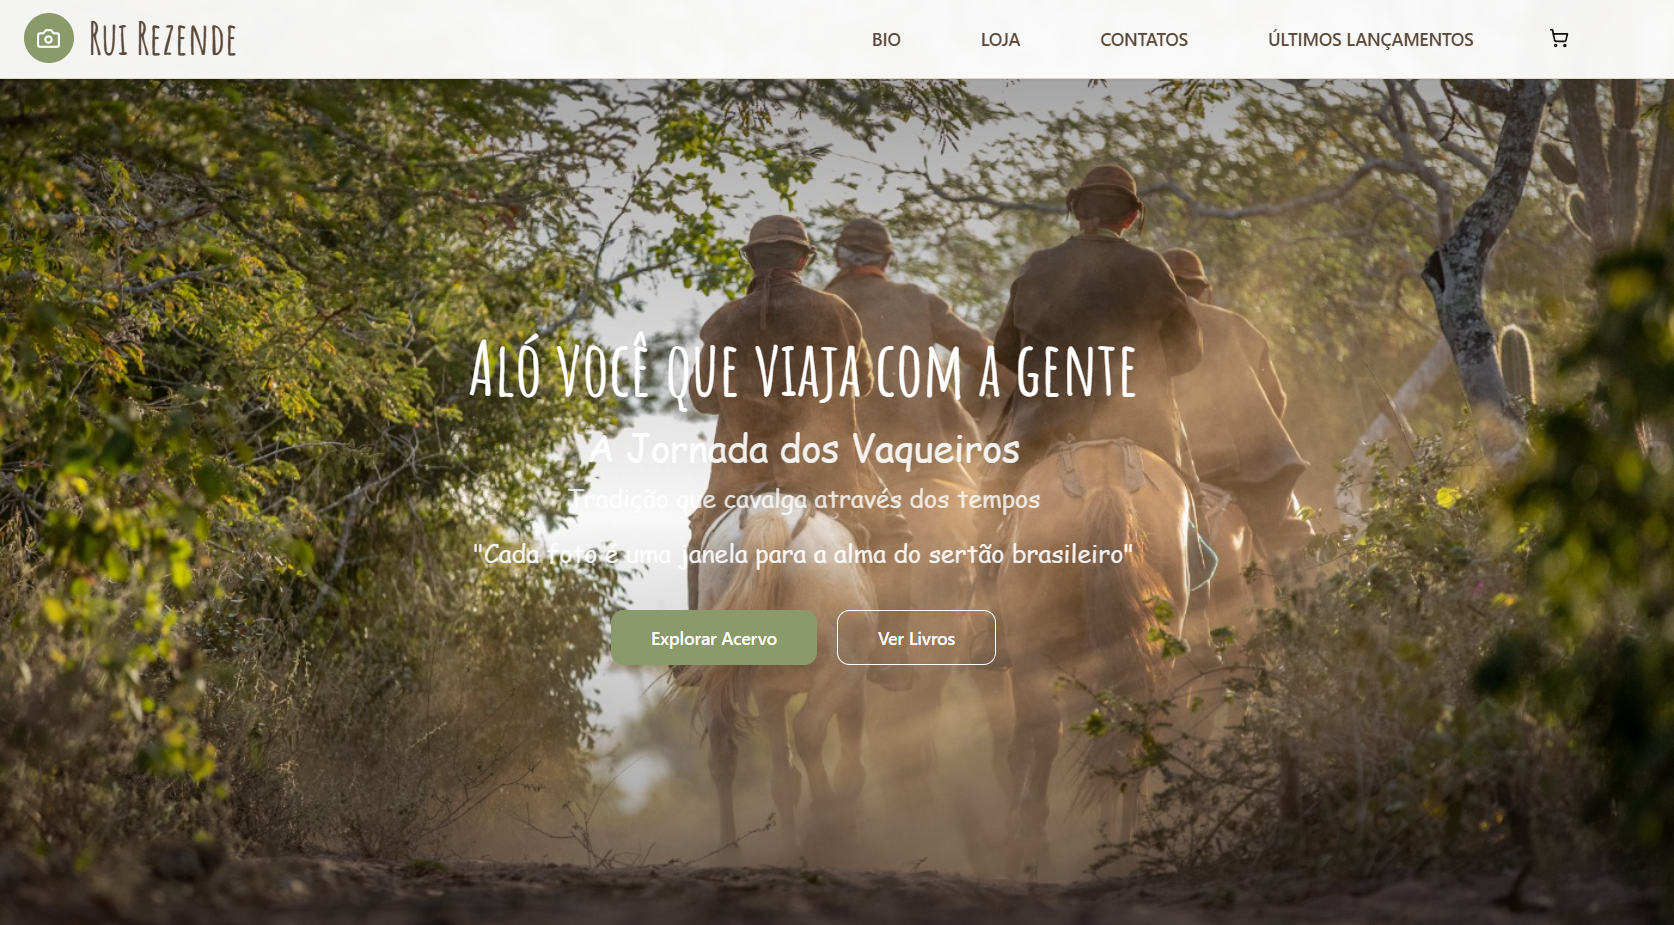 Rui Rezende
BIO
LOJA
CONTATOS
ÚLTIMOS LANÇAMENTOS
Aló você que viaja com a gente
A Jornada dos Vaqueiros
Tradição que cavalga através dos tempos
"Cada foto é uma janela para a alma do sertão brasileiro"
Explorar Acervo
Ver Livros